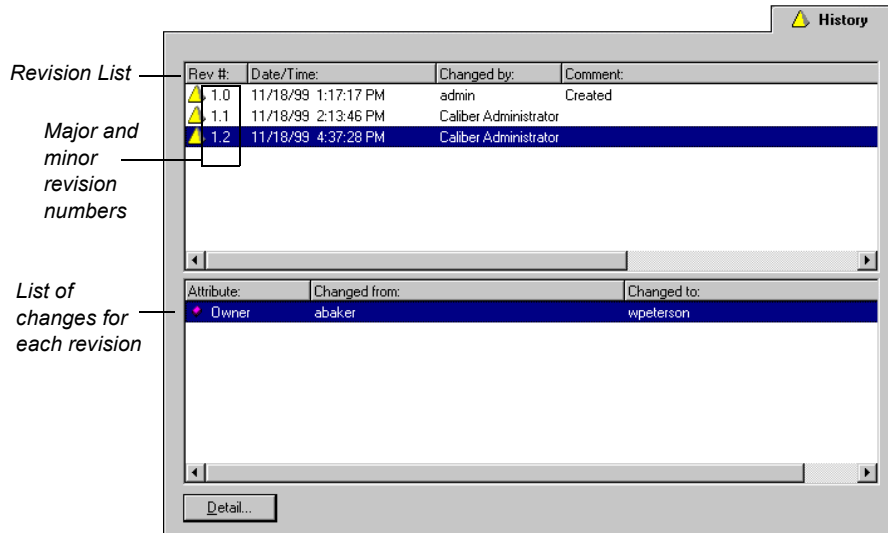 History
Revision List
Rev #: Date/Time: Changed by: Comment:
1.0 11/18/99 1:17:17 PM admin Created
1.1 11/18/99 2:13:46 PM Caliber Administrator
1.2 11/18/99 4:37:28 PM Caliber Administrator
Major and
minor
revision
numbers
List of
changes for
each revision
Attribute: Changed from: Changed to:
Owner abaker wpeterson
Detail...